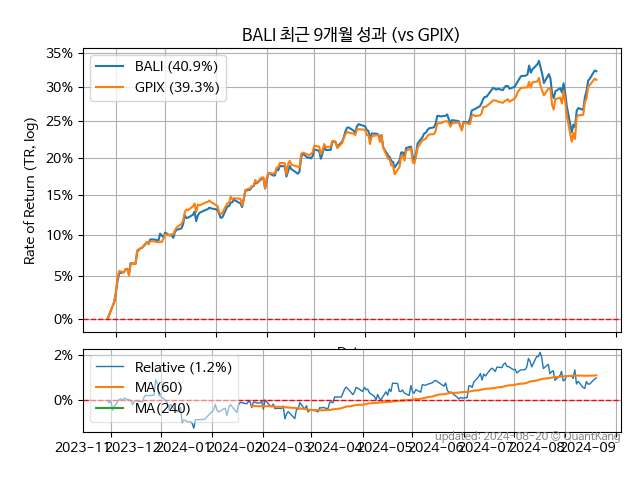 BALI 최근 9개월 성과 (vs GPIX)
35%
30%
25%
20%
15%
10%
5%
0%
Rate of Return (TR, log)
BALI (40.9%)
GPIX (39.3%)
2%
0%
Relative (1.2%)
MA(60)
MA(240)
updated: 2024-08-20 © QuantKang
2023-11
2023-12
2024-01
2024-02
2024-03
2024-04
2024-05
2024-06
2024-07
2024-08
2024-09